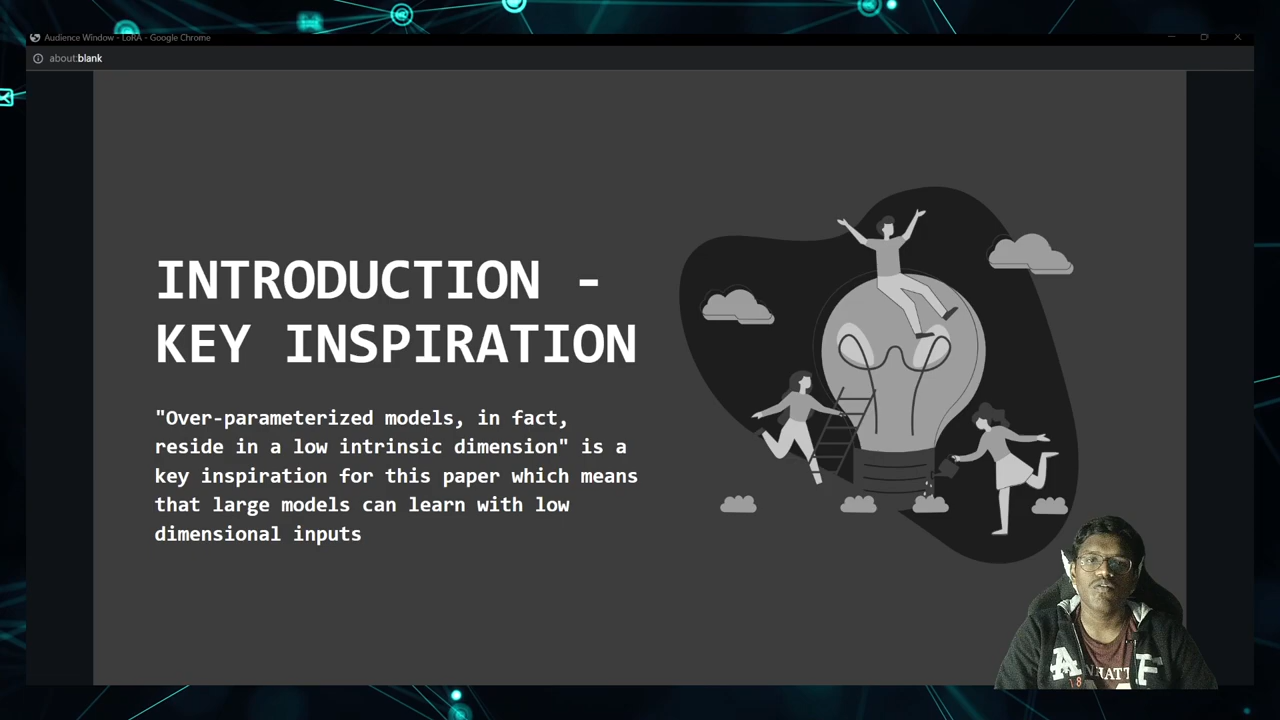 Audience Window - LoRA - Google Chrome
about:blank
INTRODUCTION -
KEY INSPIRATION
"Over-parameterized models, in fact,
reside in a low intrinsic dimension" is a
key inspiration for this paper which means
that large models can learn with low
dimensional inputs
A F